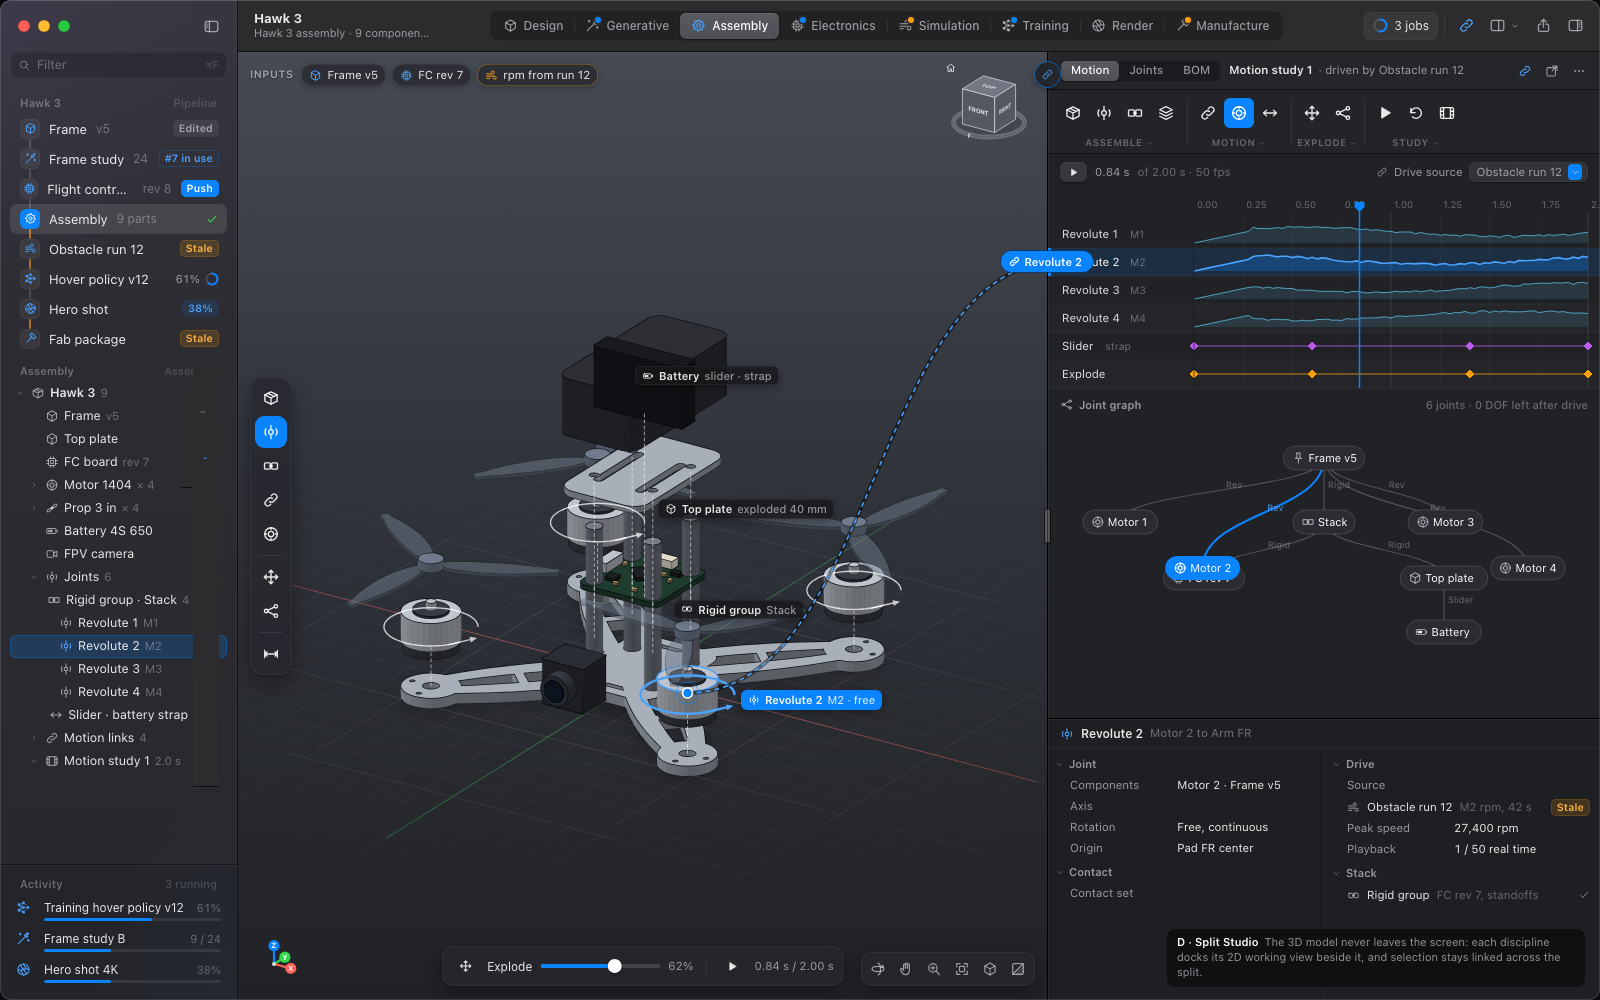 Hawk 3
Hawk 3 assembly · 9 componen...
Design
Generative
Assembly
Electronics
Simulation
Training
Render
Manufacture
3 jobs
Filter
⌘F
Hawk 3
Pipeline
Frame v5 Edited
Frame study 24 #7 in use
Flight contr... rev 8 Push
Assembly 9 parts
Obstacle run 12 Stale
Hover policy v12 61%
Hero shot 38%
Fab package Stale
Assembly
Hawk 3 9
Frame v5
Top plate
FC board rev 7
Motor 1404 × 4
Prop 3 in × 4
Battery 4S 650
FPV camera
Joints 6
Rigid group · Stack 4
Revolute 1 M1
Revolute 2 M2
Revolute 3 M3
Revolute 4 M4
Slider · battery strap
Motion links 4
Motion study 1 2.0 s
Activity
3 running
Training hover policy v12 61%
Frame study B 9 / 24
Hero shot 4K 38%
INPUTS
Frame v5
FC rev 7
rpm from run 12
TOP
FRONT
RIGHT
Battery slider · strap
Top plate exploded 40 mm
Rigid group Stack
Revolute 2 M2 · free
Revolute 2
Z
Y
X
Explode
62%
0.84 s / 2.00 s
Motion
Joints
BOM
Motion study 1 · driven by Obstacle run 12
ASSEMBLE
MOTION
EXPLODE
STUDY
0.84 s of 2.00 s · 50 fps
Drive source
Obstacle run 12
0.00 0.25 0.50 1.00 1.25 1.50 1.75
Revolute 1 M1
ute 2 M2
Revolute 3 M3
Revolute 4 M4
Slider strap
Explode
Joint graph
6 joints · 0 DOF left after drive
Frame v5
Rev
Rigid
Rev
Rev
Rev
Motor 1
Stack
Motor 3
Rigid
Rigid
Motor 2
Top plate
Motor 4
Slider
Battery
Revolute 2 Motor 2 to Arm FR
Joint
Components Motor 2 · Frame v5
Axis
Rotation Free, continuous
Origin Pad FR center
Contact
Contact set
Drive
Source
Obstacle run 12 M2 rpm, 42 s Stale
Peak speed 27,400 rpm
Playback 1 / 50 real time
Stack
Rigid group FC rev 7, standoffs
D · Split Studio The 3D model never leaves the screen: each discipline
docks its 2D working view beside it, and selection stays linked across the
split.